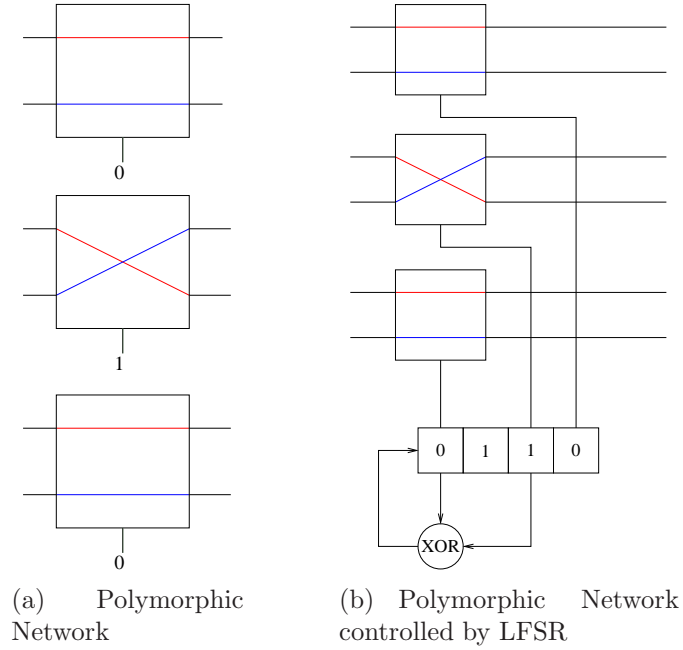 0
1
0
0 1 1 0
XOR
(a) Polymorphic
Network
(b) Polymorphic Network
controlled by LFSR